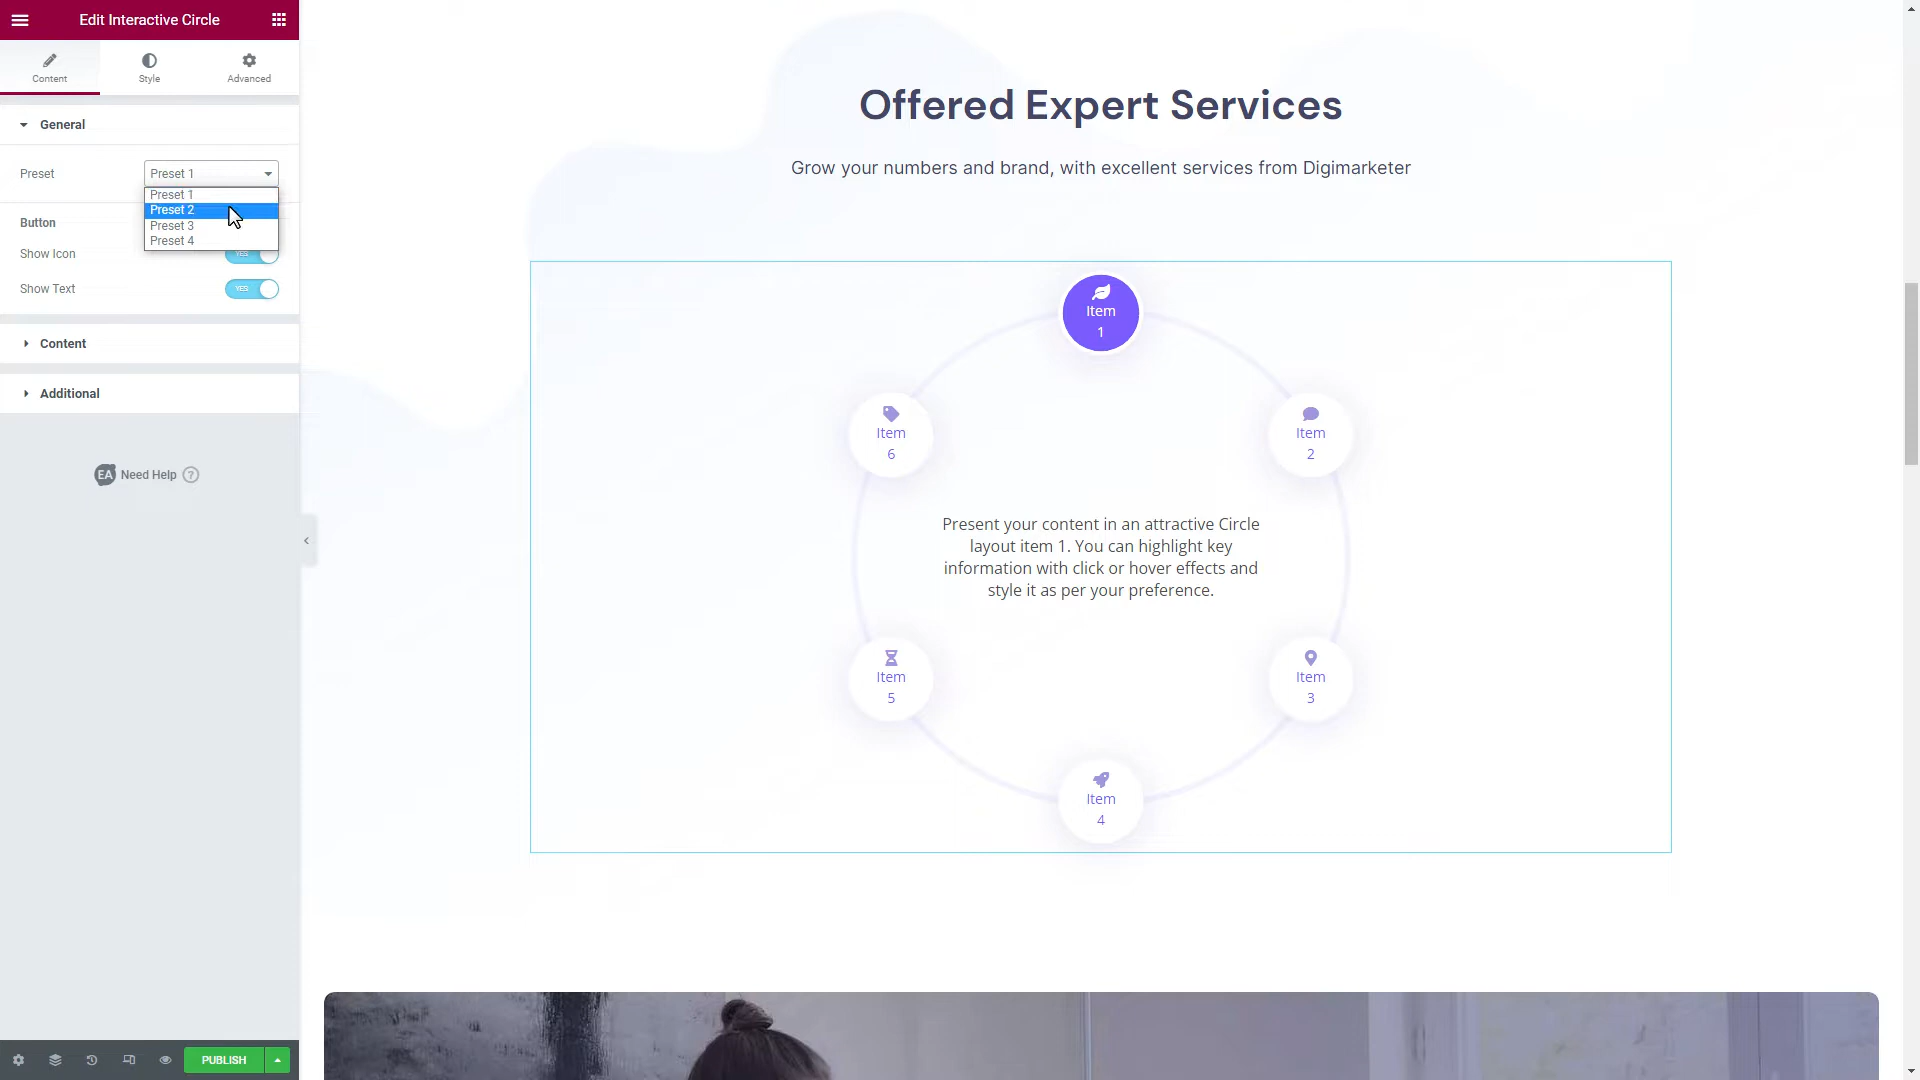 Edit Interactive Circle
Content
Style
Advanced
General
Preset
Preset 1
Preset 1
Preset 2
Preset 3
Preset 4
Button
Show Icon
YES
Show Text
YES
Content
Additional
EA Need Help ?
PUBLISH
Offered Expert Services
Grow your numbers and brand, with excellent services from Digimarketer
Item
1
Item
2
Item
3
Item
4
Item
5
Item
6
Present your content in an attractive Circle
layout item 1. You can highlight key
information with click or hover effects and
style it as per your preference.